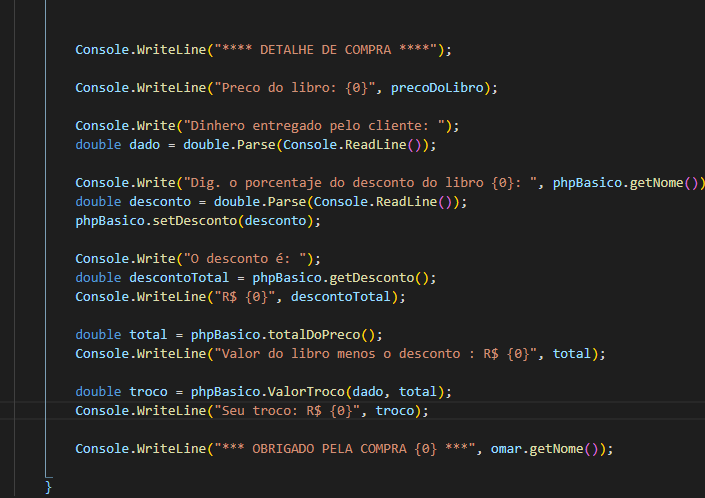 Console.WriteLine("**** DETALHE DE COMPRA ****");
Console.WriteLine("Preco do libro: {0}", precoDoLibro);
Console.Write("Dinhero entregado pelo cliente: ");
double dado = double.Parse(Console.ReadLine());
Console.Write("Dig. o porcentaje do desconto do libro {0}: ", phpBasico.getNome())
double desconto = double.Parse(Console.ReadLine());
phpBasico.setDesconto(desconto);
Console.Write("O desconto é: ");
double descontoTotal = phpBasico.getDesconto();
Console.WriteLine("R$ {0}", descontoTotal);
double total = phpBasico.totalDoPreco();
Console.WriteLine("Valor do libro menos o desconto : R$ {0}", total);
double troco = phpBasico.ValorTroco(dado, total);
Console.WriteLine("Seu troco: R$ {0}", troco);
Console.WriteLine("*** OBRIGADO PELA COMPRA {0} ***", omar.getNome());
}